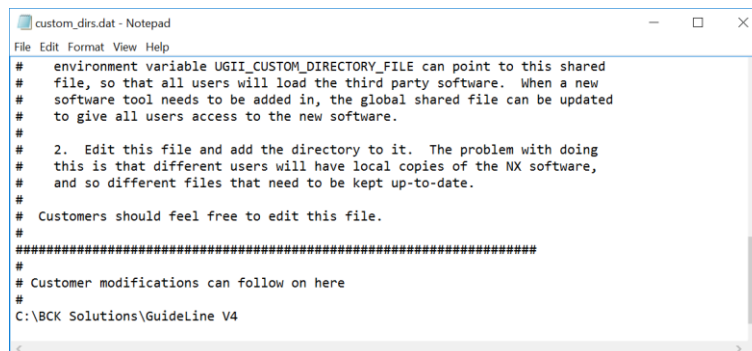 custom_dirs.dat - Notepad
File Edit Format View Help
#    environment variable UGII_CUSTOM_DIRECTORY_FILE can point to this shared
#    file, so that all users will load the third party software.  When a new
#    software tool needs to be added in, the global shared file can be updated
#    to give all users access to the new software.
#
#    2.  Edit this file and add the directory to it.  The problem with doing
#    this is that different users will have local copies of the NX software,
#    and so different files that need to be kept up-to-date.
#
#  Customers should feel free to edit this file.
#
####################################################################
#
# Customer modifications can follow on here
#
C:\BCK Solutions\GuideLine V4